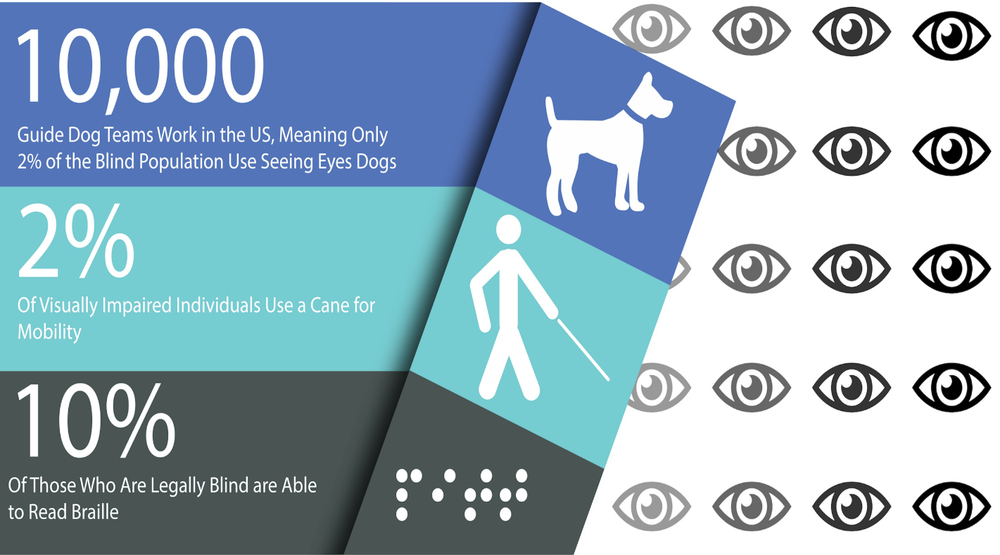 10,000
Guide Dog Teams Work in the US, Meaning Only
2% of the Blind Population Use Seeing Eyes Dogs
2%
Of Visually Impaired Individuals Use a Cane for
Mobility
10%
Of Those Who Are Legally Blind are Able
to Read Braille
⠏⠊⠞⠞